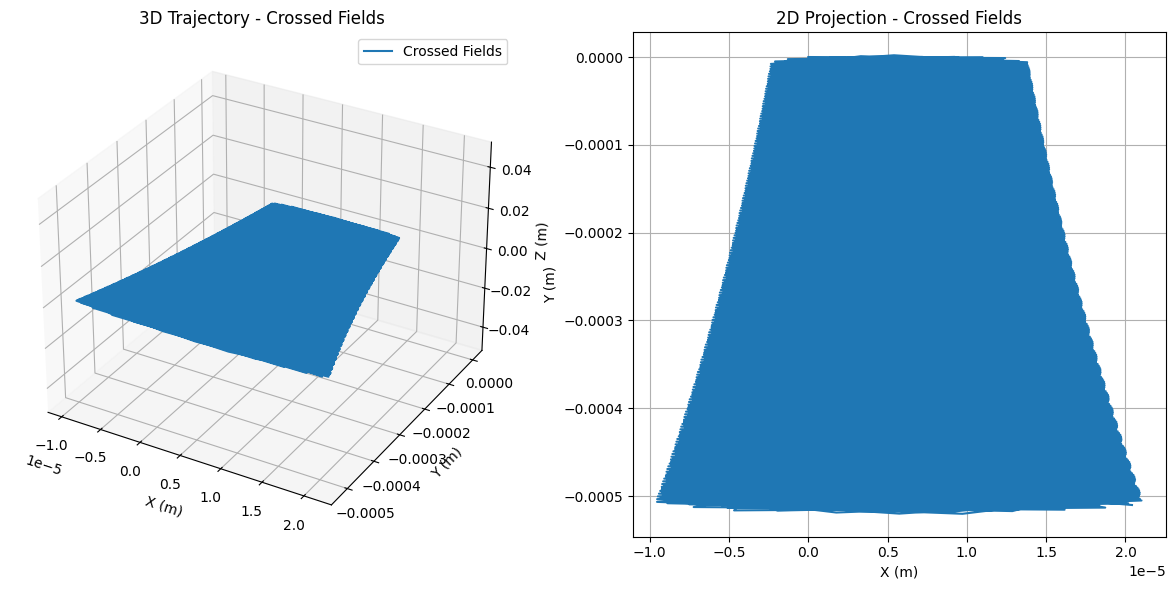 3D Trajectory - Crossed Fields
Crossed Fields
0.04
0.02
0.00
−0.02
−0.04
Z (m)
0.0000
−0.0001
−0.0002
−0.0003
−0.0004
−0.0005
Y (m)
−1.0
−0.5
0.0
0.5
1.0
1.5
2.0
1e−5
X (m)
2D Projection - Crossed Fields
0.0000
−0.0001
−0.0002
−0.0003
−0.0004
−0.0005
Y (m)
−1.0 −0.5 0.0 0.5 1.0 1.5 2.0
1e−5
X (m)